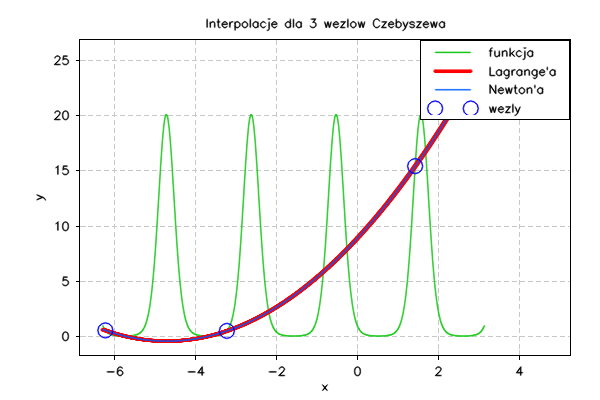 Interpolacje dla 3 wezlow Czebyszewa
funkcja
Lagrange'a
Newton'a
wezly
25
20
15
10
5
0
y
-6 -4 -2 0 2 4
x